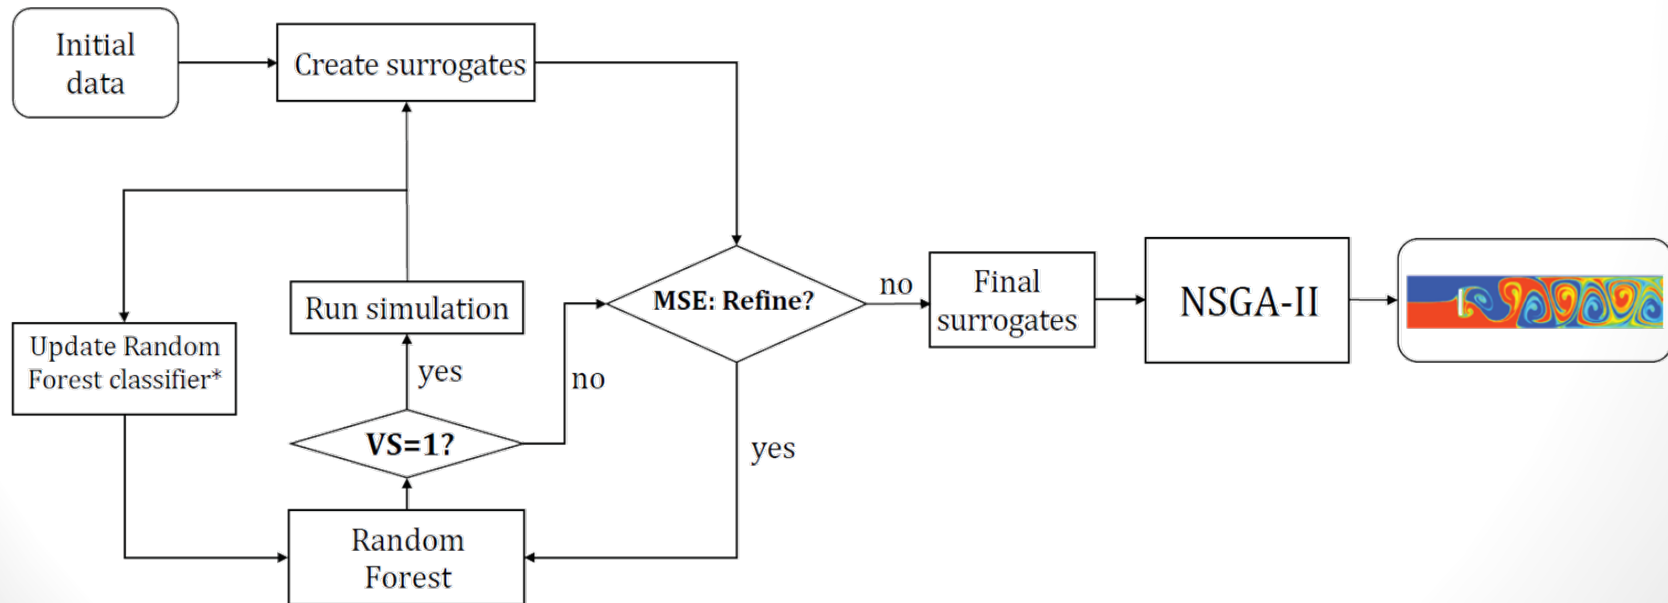 Initial
data
Create surrogates
Run simulation
MSE: Refine?
no
Final
surrogates
NSGA-II
Update Random
Forest classifier*
yes
no
VS=1?
yes
Random
Forest